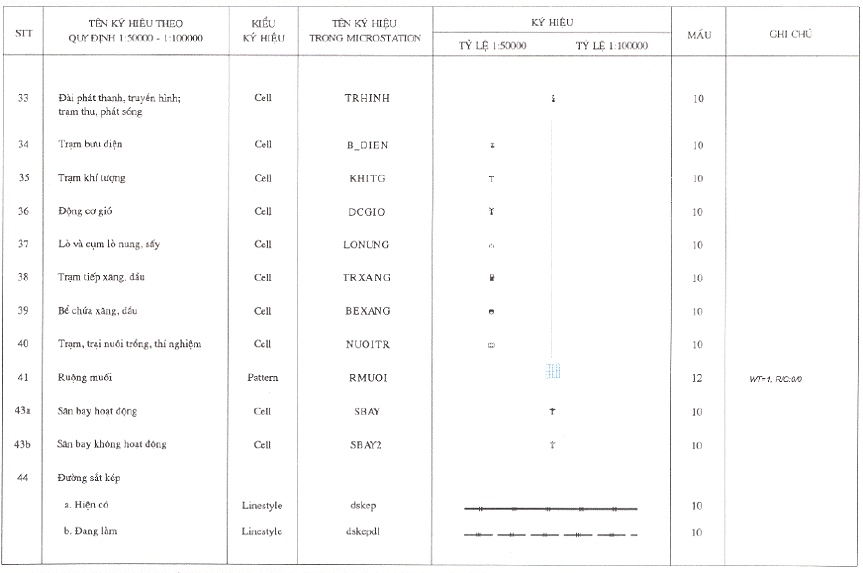 STT TÊN KÝ HIỆU THEO QUY ĐỊNH 1:50000 - 1:100000 KIỂU KÝ HIỆU TÊN KÝ HIỆU TRONG MICROSTATION KÝ HIỆU MẦU GHI CHÚ
TỶ LỆ 1:50000 TỶ LỆ 1:100000
33 Đài phát thanh, truyền hình; Cell TRHINH 10
trạm thu, phát sóng
34 Trạm bưu điện Cell B_DIEN 10
35 Trạm khí tượng Cell KHITG 10
36 Động cơ gió Cell DCGIO 10
37 Lò và cụm lò nung, sấy Cell LONUNG 10
38 Trạm tiếp xăng, dầu Cell TRXANG 10
39 Bể chứa xăng, dầu Cell BEXANG 10
40 Trạm, trại nuôi trồng, thí nghiệm Cell NUOITR 10
41 Ruộng muối Pattern RMUOI 12 WT=1, R/C:0/0
43a Sân bay hoạt động Cell SBAY 10
43b Sân bay không hoạt động Cell SBAY2 10
44 Đường sắt kép
a. Hiện có Linestyle dskep 10
b. Đang làm Linestyle dskepdl 10